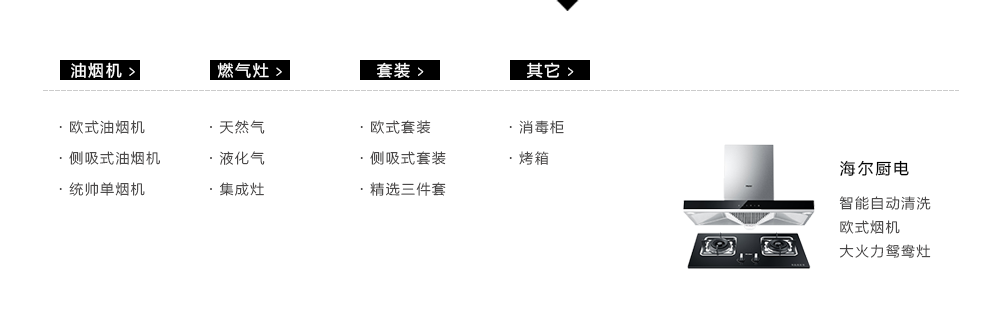 油烟机 >
燃气灶 >
套装 >
其它 >
· 欧式油烟机
· 侧吸式油烟机
· 统帅单烟机
· 天然气
· 液化气
· 集成灶
· 欧式套装
· 侧吸式套装
· 精选三件套
· 消毒柜
· 烤箱
海尔厨电
智能自动清洗
欧式烟机
大火力鸳鸯灶